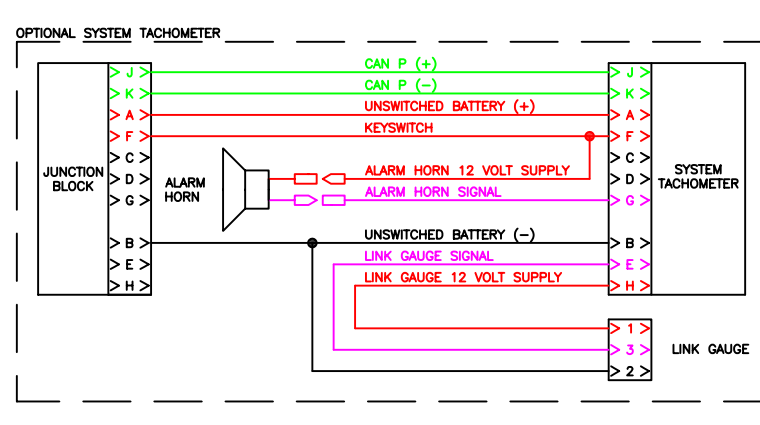 OPTIONAL SYSTEM TACHOMETER
CAN P (+)
J
J
CAN P (-)
K
K
UNSWITCHED BATTERY (+)
A
A
KEYSWITCH
F
F
C
C
JUNCTION
BLOCK
D
ALARM
HORN
ALARM HORN 12 VOLT SUPPLY
D
SYSTEM
TACHOMETER
G
ALARM HORN SIGNAL
G
UNSWITCHED BATTERY (-)
B
B
LINK GAUGE SIGNAL
E
E
LINK GAUGE 12 VOLT SUPPLY
H
H
1
3
LINK GAUGE
2